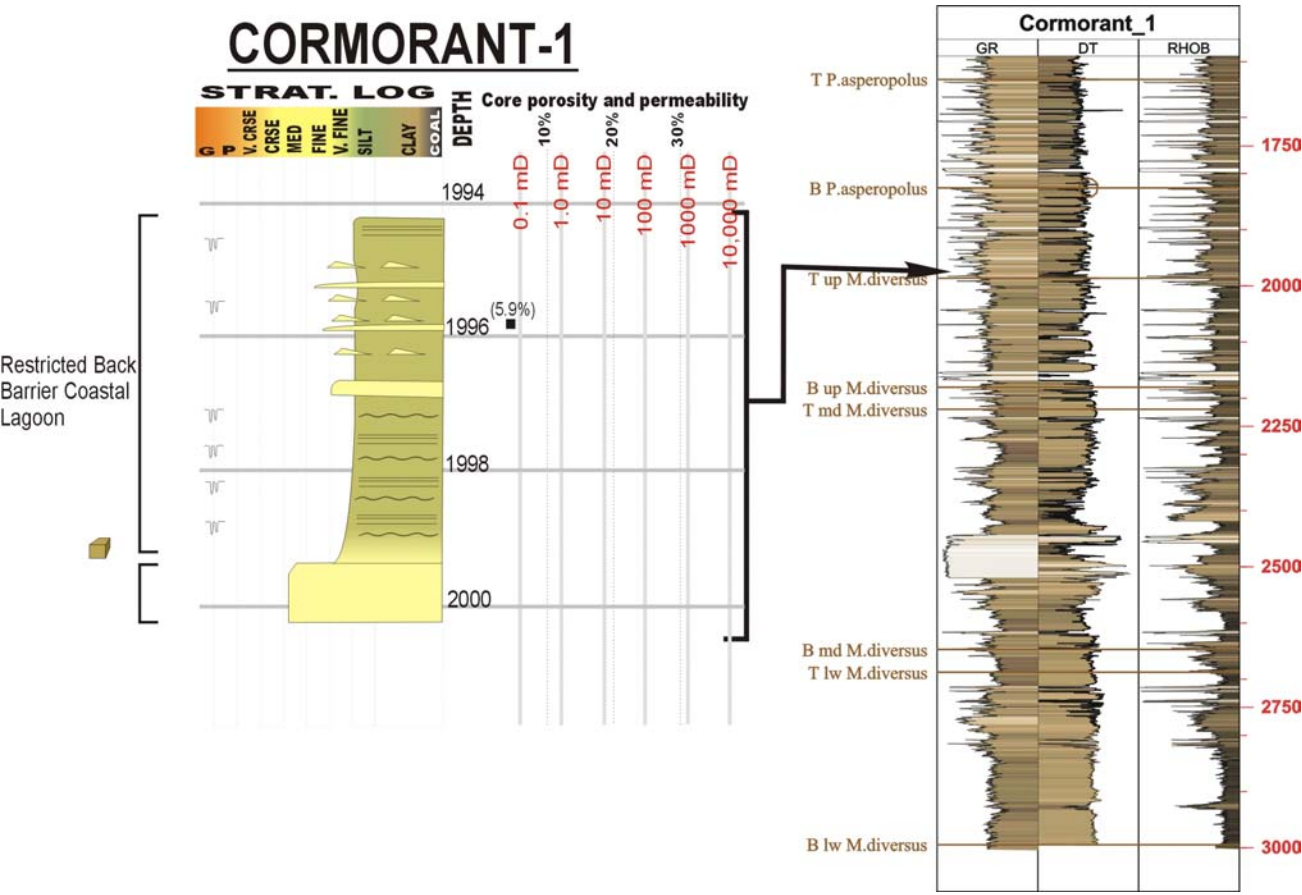 CORMORANT-1
STRAT. LOG
G P V. CRSE CRSE MED FINE V. FINE SILT CLAY COAL
DEPTH
Core porosity and permeability
10% 20% 30%
0.1 mD 1.0 mD 10 mD 100 mD 1000 mD 10,000 mD
1994
(5.9%)
1996
1998
2000
Restricted Back
Barrier Coastal
Lagoon
Cormorant_1
GR DT RHOB
T P.asperopolus
1750
B P.asperopolus
T up M.diversus
2000
B up M.diversus
T md M.diversus
2250
2500
B md M.diversus
T lw M.diversus
2750
B lw M.diversus
3000